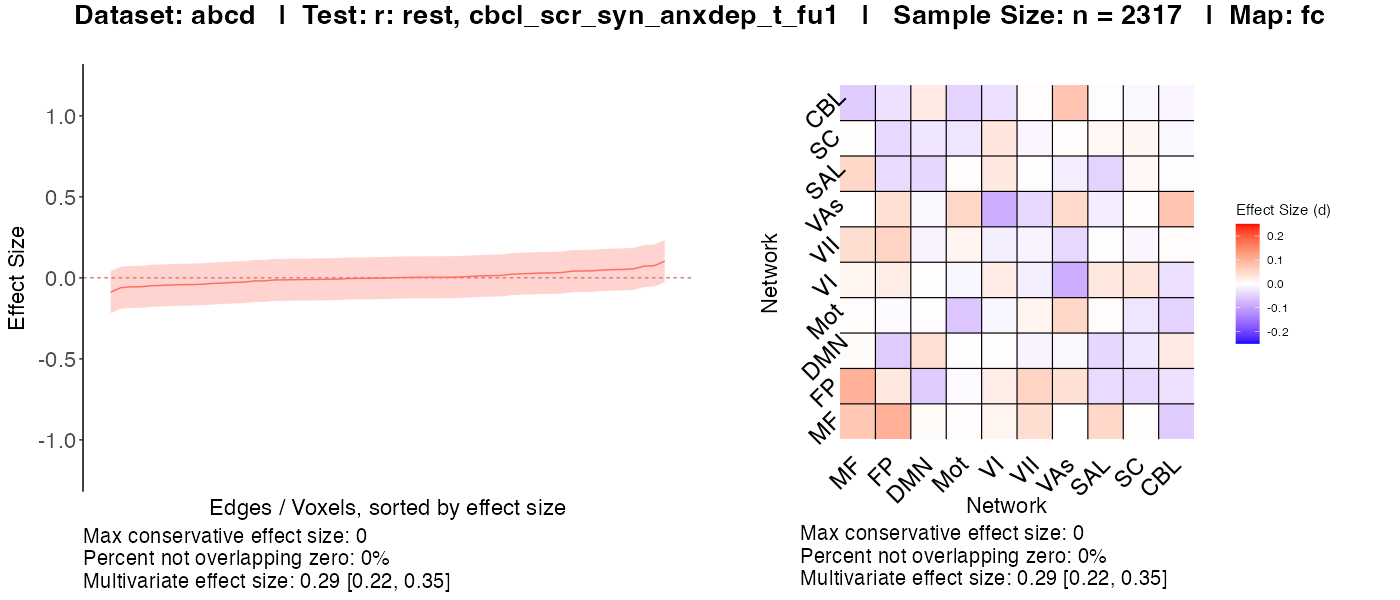 Dataset: abcd | Test: r: rest, cbcl_scr_syn_anxdep_t_fu1 | Sample Size: n = 2317 | Map: fc
Effect Size
1.0
0.5
0.0
-0.5
-1.0
Edges / Voxels, sorted by effect size
Max conservative effect size: 0
Percent not overlapping zero: 0%
Multivariate effect size: 0.29 [0.22, 0.35]
Network
CBL
SC
SAL
VAs
VII
VI
Mot
DMN
FP
MF
MF FP DMN Mot VI VII VAs SAL SC CBL
Network
Max conservative effect size: 0
Percent not overlapping zero: 0%
Multivariate effect size: 0.29 [0.22, 0.35]
Effect Size (d)
0.2
0.1
0.0
-0.1
-0.2